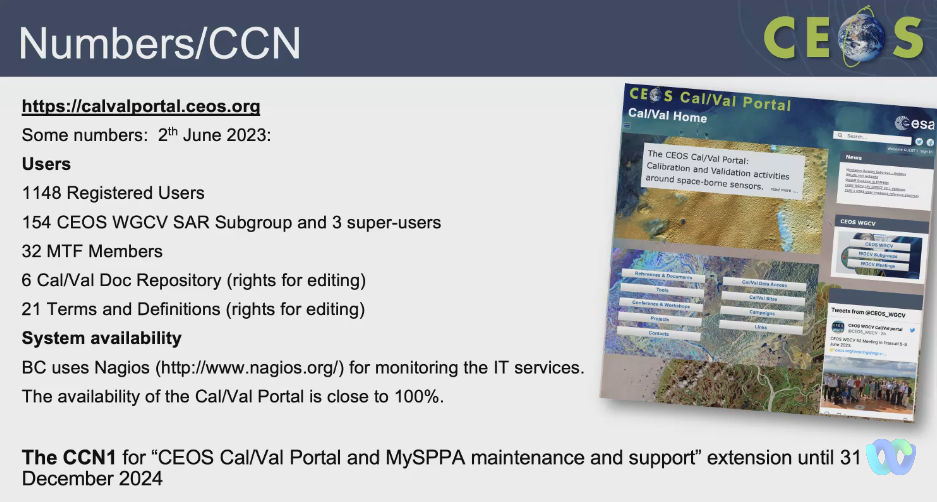 Numbers/CCN
CEOS
https://calvalportal.ceos.org
Some numbers: 2th June 2023:
Users
1148 Registered Users
154 CEOS WGCV SAR Subgroup and 3 super-users
32 MTF Members
6 Cal/Val Doc Repository (rights for editing)
21 Terms and Definitions (rights for editing)
System availability
BC uses Nagios (http://www.nagios.org/) for monitoring the IT services.
The availability of the Cal/Val Portal is close to 100%.
The CCN1 for “CEOS Cal/Val Portal and MySPPA maintenance and support” extension until 31
December 2024
CEOS Cal/Val Portal
Cal/Val Home
esa
Search...
The CEOS Cal/Val Portal:
Calibration and Validation activities
around space-borne sensors.
read more ...
News
CEOS WGCV
CEOS WGCV
WGCV Subgroups
WGCV Meetings
References & Documents
Tools
Conference & Workshops
Projects
Contacts
Cal/Val Data Access
Cal/Val Sites
Campaigns
Links
Tweets from @CEOS_WGCV
CEOS WGCV Cal/Valportal
@CEOS_WGCV